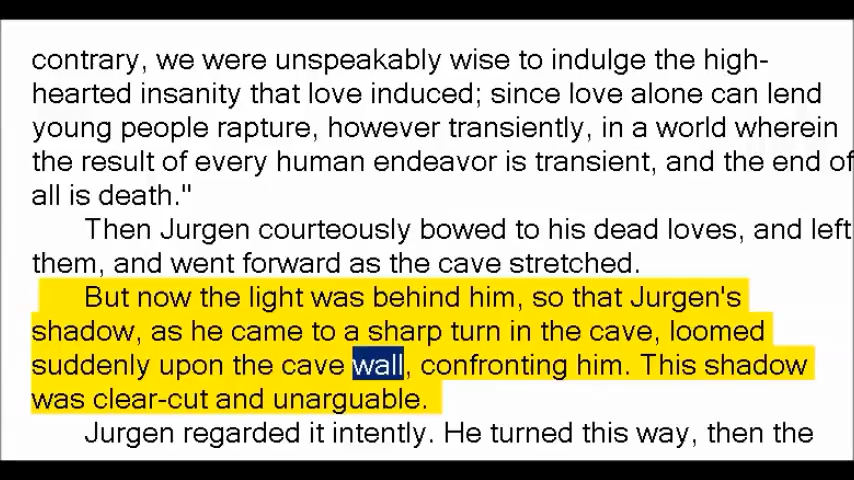 contrary, we were unspeakably wise to indulge the high-
hearted insanity that love induced; since love alone can lend
young people rapture, however transiently, in a world wherein
the result of every human endeavor is transient, and the end of
all is death."
Then Jurgen courteously bowed to his dead loves, and left
them, and went forward as the cave stretched.
But now the light was behind him, so that Jurgen's
shadow, as he came to a sharp turn in the cave, loomed
suddenly upon the cave wall, confronting him. This shadow
was clear-cut and unarguable.
Jurgen regarded it intently. He turned this way, then the